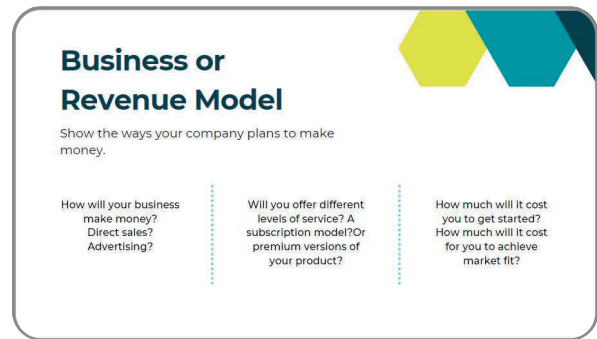 Business or
Revenue Model
Show the ways your company plans to make
money.
How will your business
make money?
Direct sales?
Advertising?
Will you offer different
levels of service? A
subscription model?Or
premium versions of
your product?
How much will it cost
you to get started?
How much will it cost
for you to achieve
market fit?